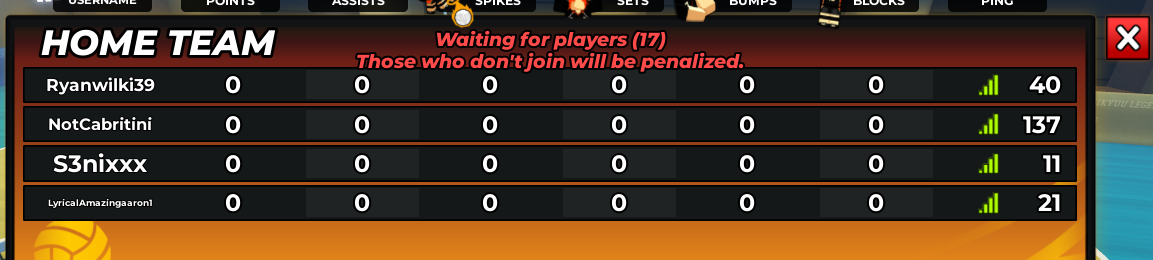 USERNAME POINTS ASSISTS SPIKES SETS BUMPS BLOCKS PING
HOME TEAM
Waiting for players (17)
Those who don't join will be penalized.
Ryanwilki39 0 0 0 0 0 0 40
NotCabritini 0 0 0 0 0 0 137
S3nixxx 0 0 0 0 0 0 11
LyricalAmazingaaron1 0 0 0 0 0 0 21